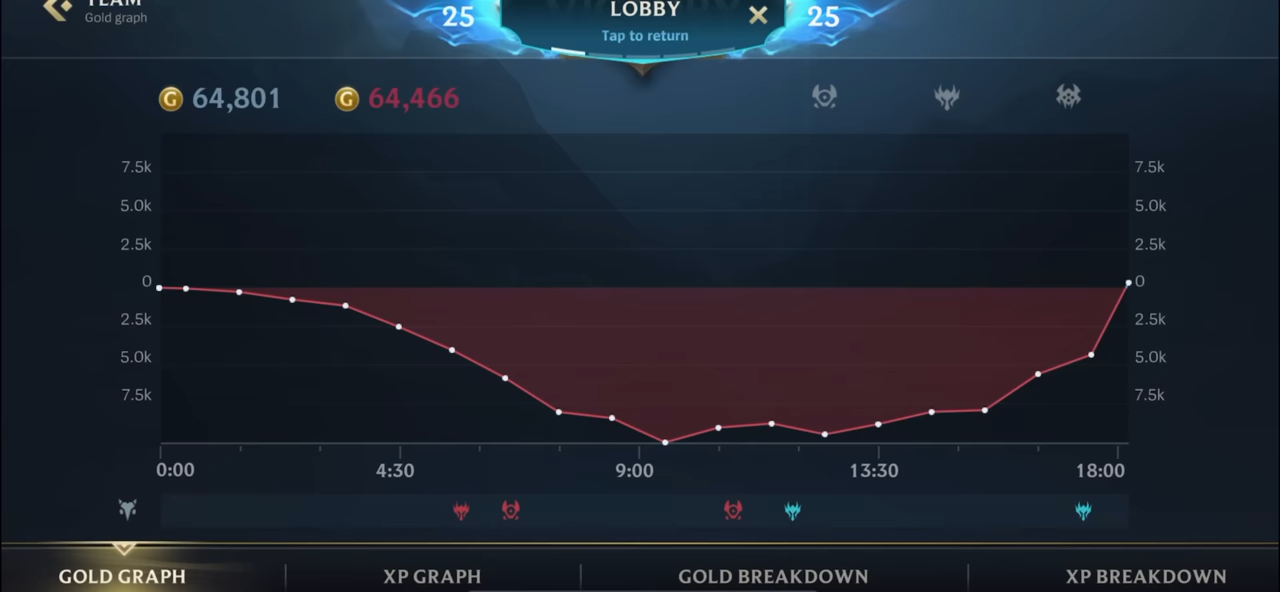 TEAM
Gold graph
25
LOBBY
Tap to return
25
G 64,801
G 64,466
7.5k
5.0k
2.5k
0
2.5k
5.0k
7.5k
7.5k
5.0k
2.5k
0
2.5k
5.0k
7.5k
0:00 4:30 9:00 13:30 18:00
GOLD GRAPH XP GRAPH GOLD BREAKDOWN XP BREAKDOWN